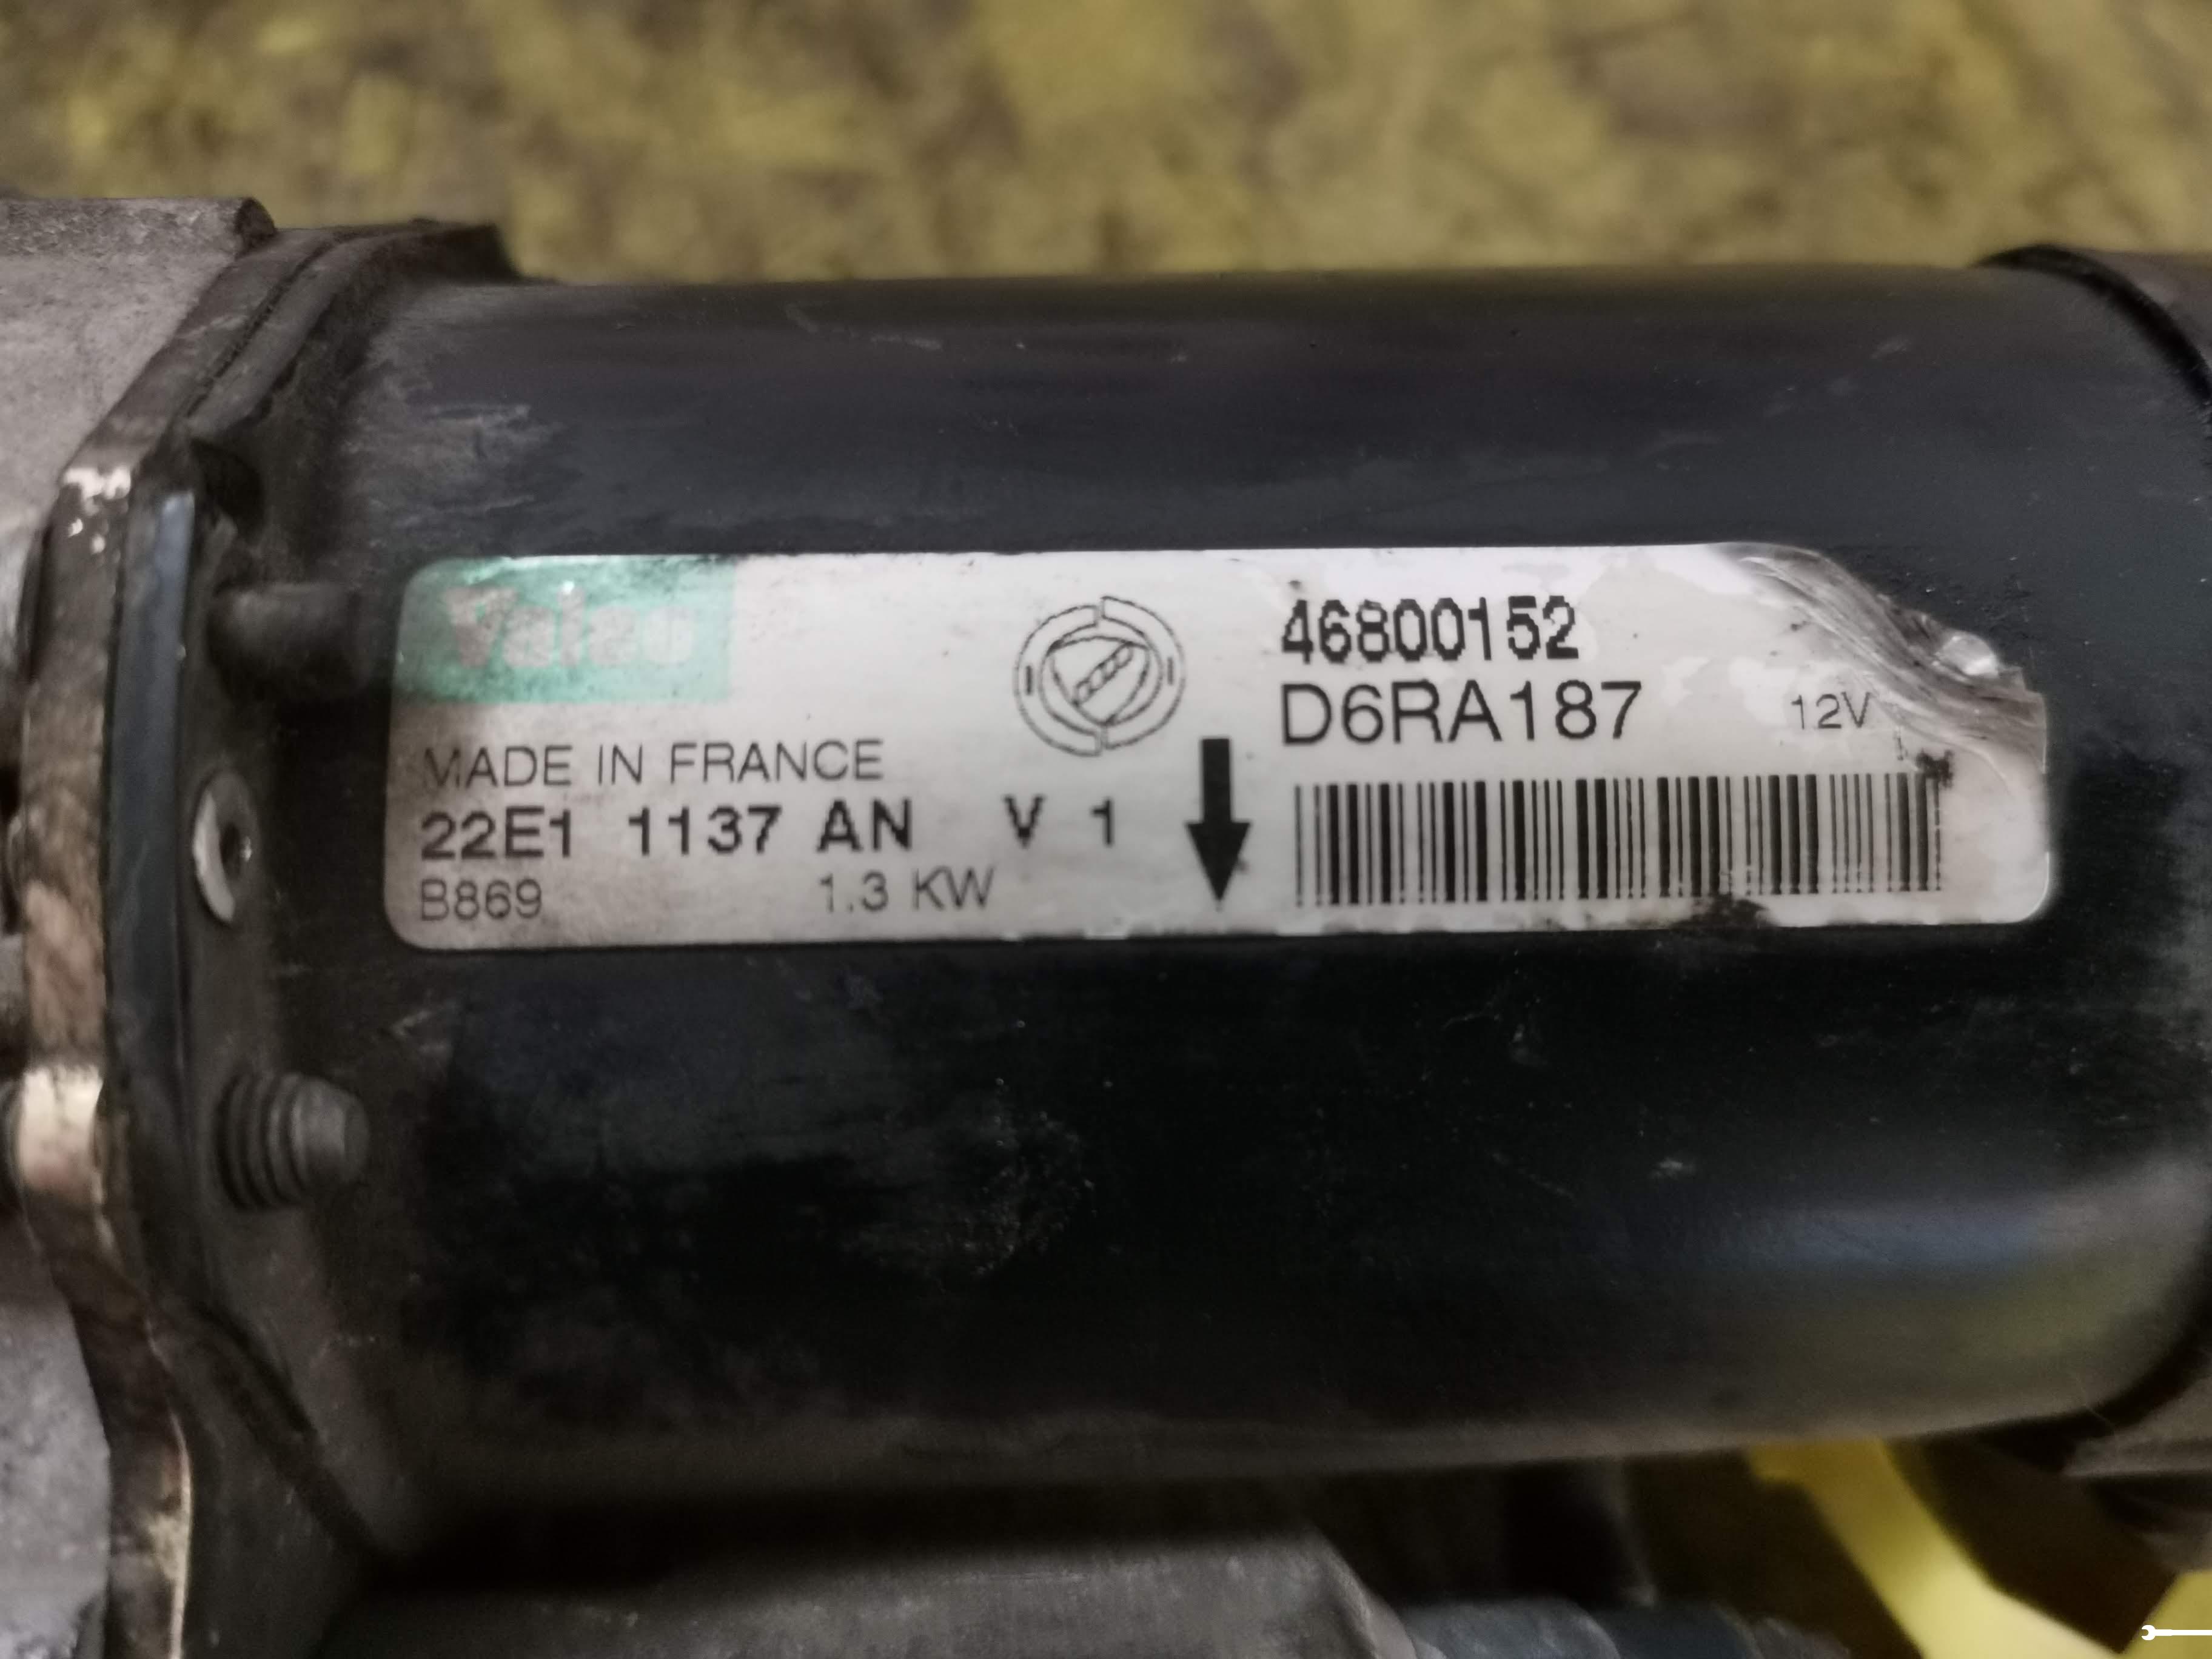 Valeo
46800152
D6RA187 12V
MADE IN FRANCE
22E1 1137 AN V 1
B869 1.3 KW